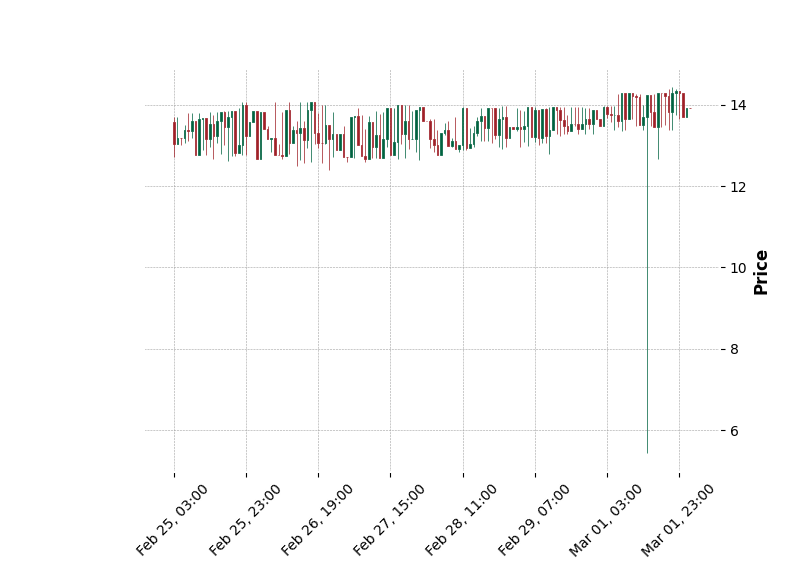 14
12
10
8
6
Price
Feb 25, 03:00
Feb 25, 23:00
Feb 26, 19:00
Feb 27, 15:00
Feb 28, 11:00
Feb 29, 07:00
Mar 01, 03:00
Mar 01, 23:00